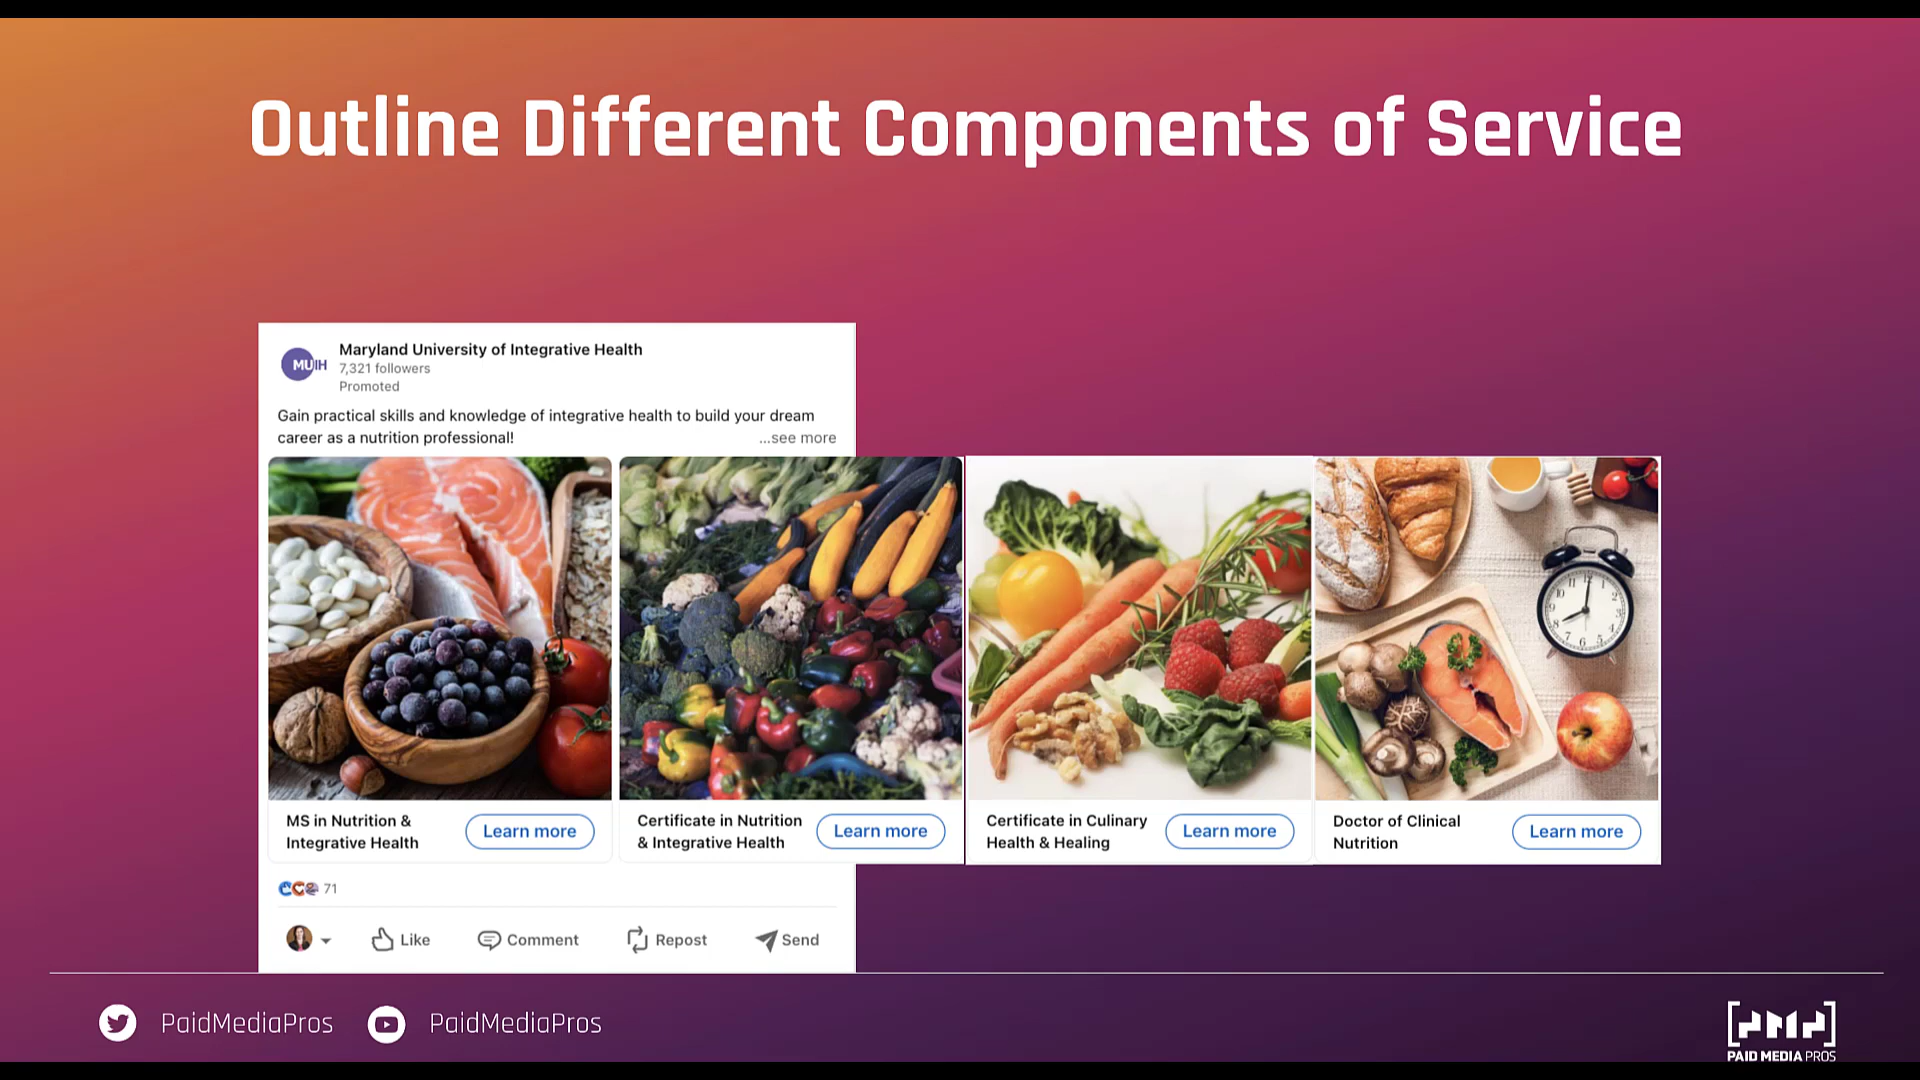 Outline Different Components of Service
MUIH
Maryland University of Integrative Health
7,321 followers
Promoted
Gain practical skills and knowledge of integrative health to build your dream
career as a nutrition professional!
...see more
MS in Nutrition &
Integrative Health
Learn more
Certificate in Nutrition
& Integrative Health
Learn more
Certificate in Culinary
Health & Healing
Learn more
Doctor of Clinical
Nutrition
Learn more
71
Like
Comment
Repost
Send
PaidMediaPros
PaidMediaPros
PMP
PAID MEDIA PROS